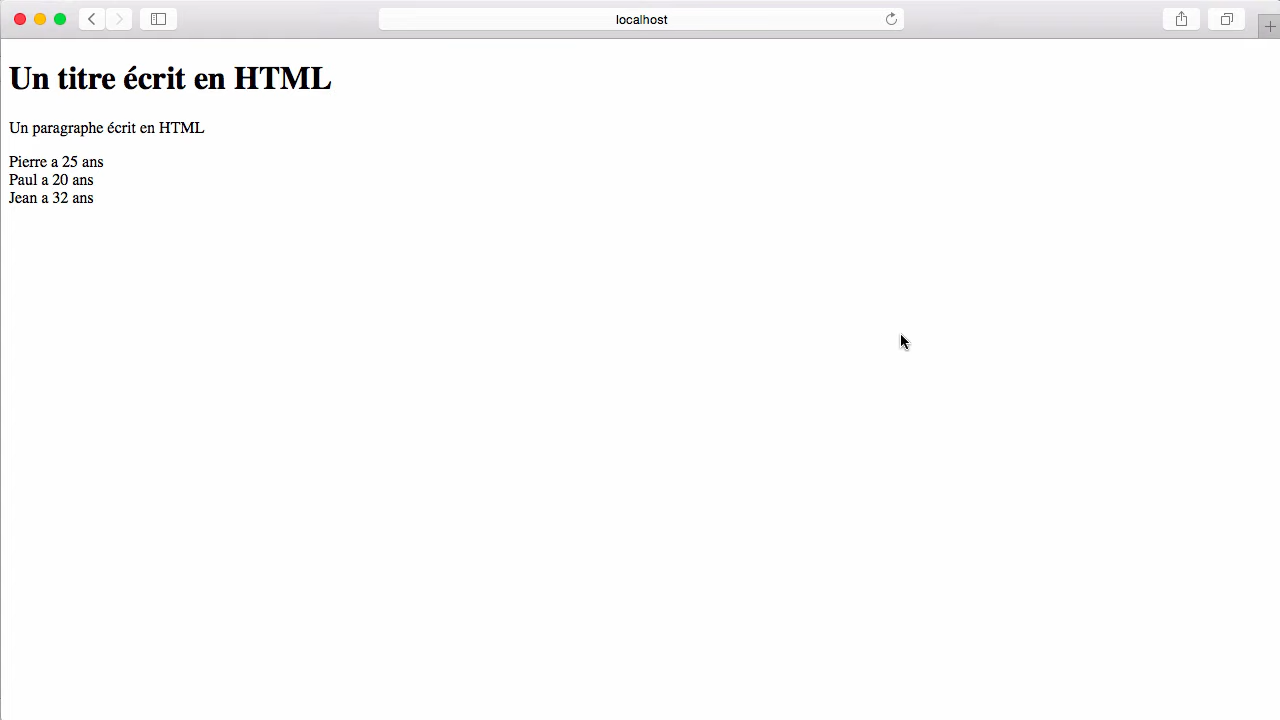 localhost
Un titre écrit en HTML
Un paragraphe écrit en HTML
Pierre a 25 ans
Paul a 20 ans
Jean a 32 ans